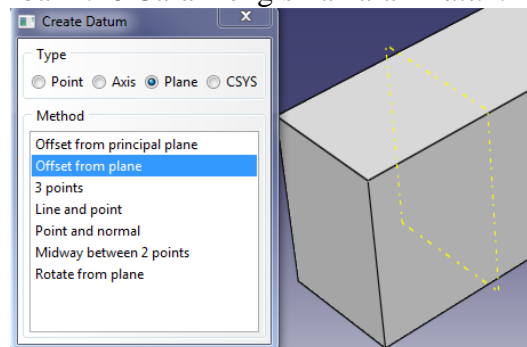 Create Datum
X
Type
Point Axis Plane CSYS
Method
Offset from principal plane
Offset from plane
3 points
Line and point
Point and normal
Midway between 2 points
Rotate from plane